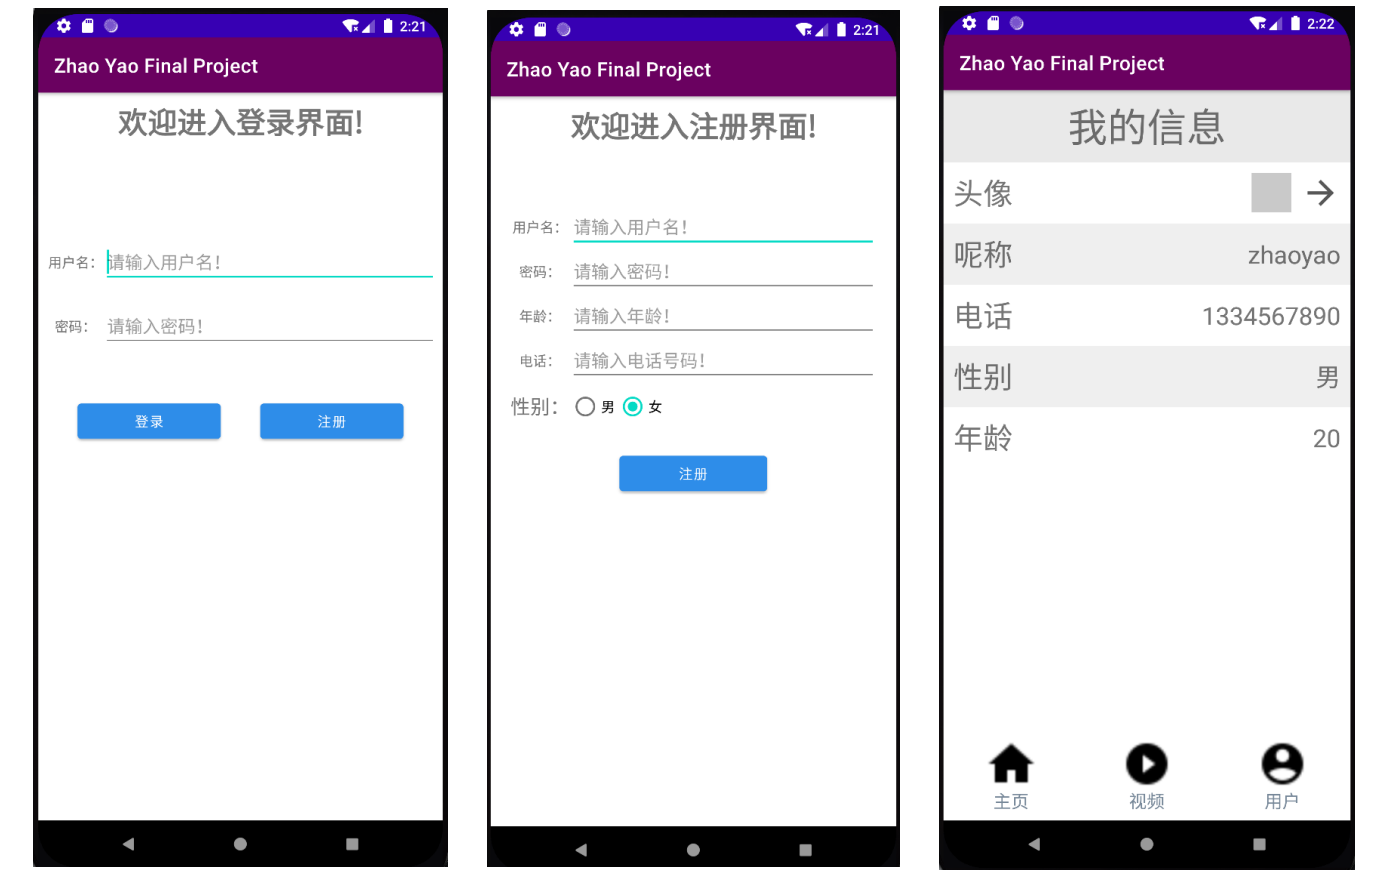 2:21
Zhao Yao Final Project
欢迎进入登录界面!
用户名: 请输入用户名!
密码: 请输入密码!
登录 注册
2:21
Zhao Yao Final Project
欢迎进入注册界面!
用户名: 请输入用户名!
密码: 请输入密码!
年龄: 请输入年龄!
电话: 请输入电话号码!
性别: 男 女
注册
2:22
Zhao Yao Final Project
我的信息
头像
呢称 zhaoyao
电话 1334567890
性别 男
年龄 20
主页 视频 用户